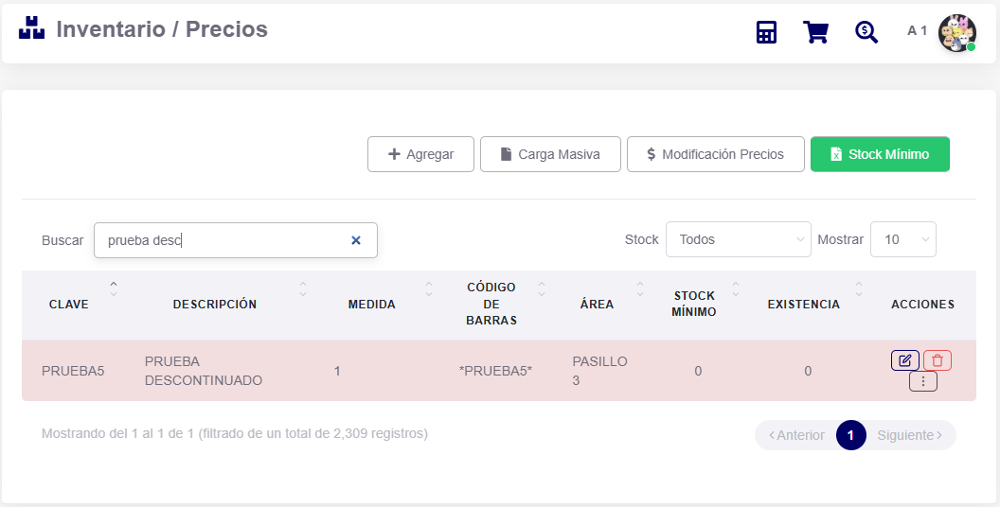 Inventario / Precios
A 1
Agregar
Carga Masiva
Modificación Precios
Stock Mínimo
Buscar
prueba desc
Stock
Todos
Mostrar
10
CLAVE
DESCRIPCIÓN
MEDIDA
CÓDIGO
DE
BARRAS
ÁREA
STOCK
MÍNIMO
EXISTENCIA
ACCIONES
PRUEBA5
PRUEBA
DESCONTINUADO
1
*PRUEBA5*
PASILLO
3
0
0
Mostrando del 1 al 1 de 1 (filtrado de un total de 2,309 registros)
Anterior
1
Siguiente